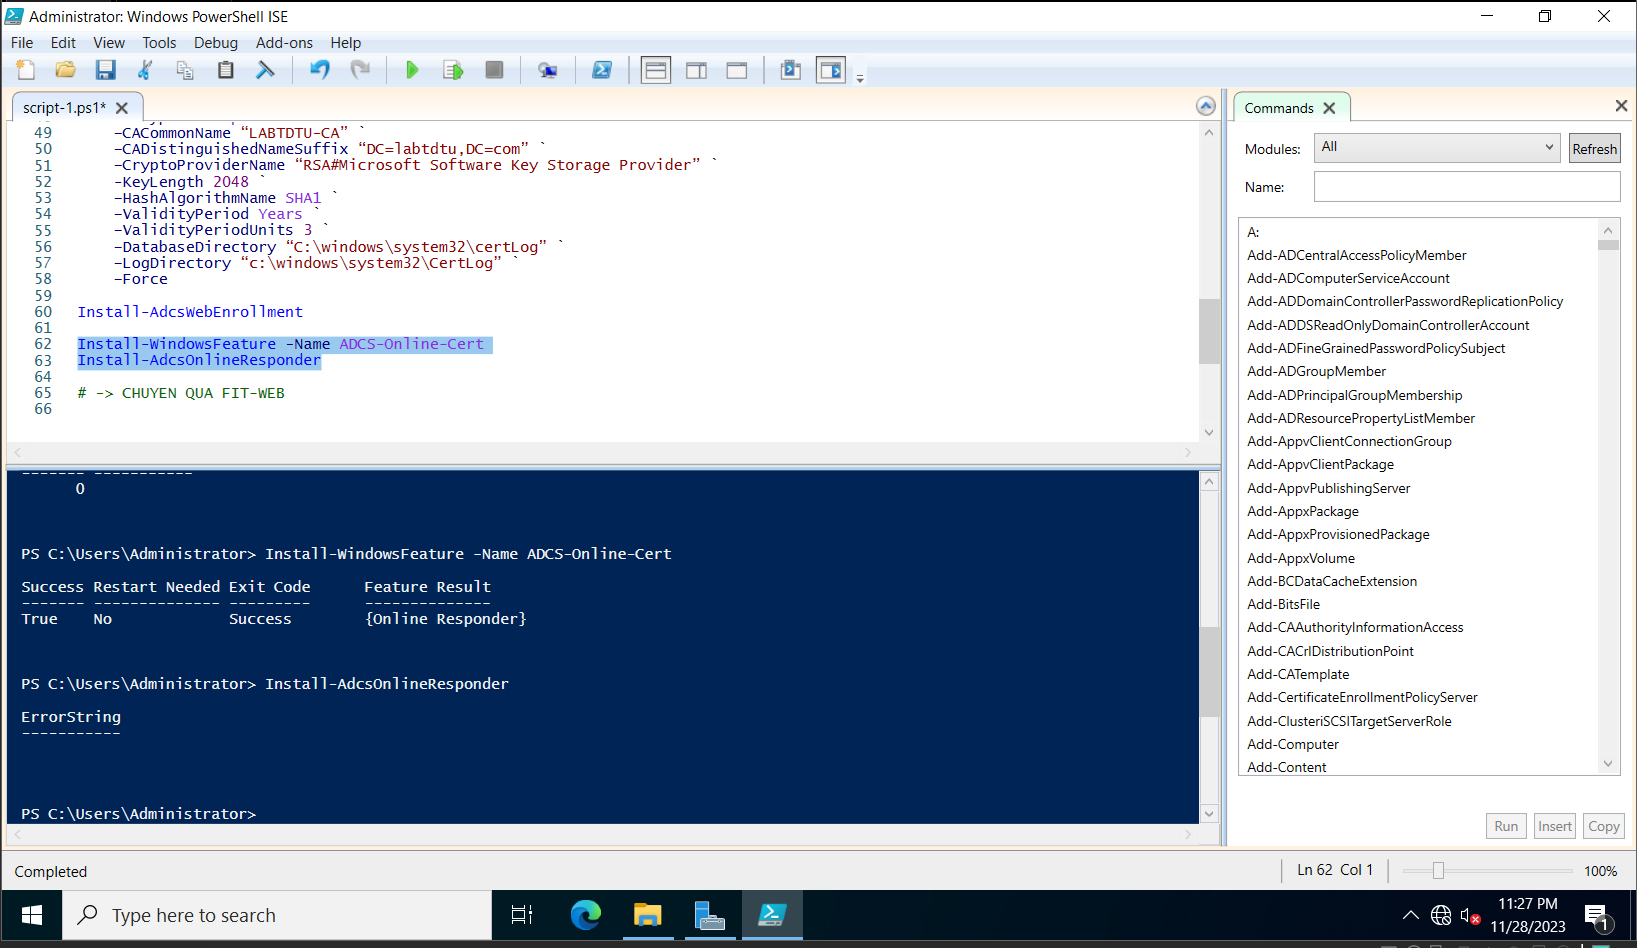 Administrator: Windows PowerShell ISE
File Edit View Tools Debug Add-ons Help
script-1.ps1*
49 –CACommonName “LABTDTU-CA” `
50 –CADistinguishedNameSuffix “DC=labtdtu,DC=com” `
51 –CryptoProviderName “RSA#Microsoft Software Key Storage Provider” `
52 –KeyLength 2048 `
53 –HashAlgorithmName SHA1 `
54 –ValidityPeriod Years `
55 –ValidityPeriodUnits 3 `
56 –DatabaseDirectory “C:\windows\system32\certLog” `
57 –LogDirectory “c:\windows\system32\CertLog” `
58 –Force
59
60 Install-AdcsWebEnrollment
61
62 Install-WindowsFeature -Name ADCS-Online-Cert
63 Install-AdcsOnlineResponder
64
65 # -> CHUYEN QUA FIT-WEB
66
------- -----------
0
PS C:\Users\Administrator> Install-WindowsFeature -Name ADCS-Online-Cert
Success Restart Needed Exit Code Feature Result
------- -------------- --------- --------------
True No Success {Online Responder}
PS C:\Users\Administrator> Install-AdcsOnlineResponder
ErrorString
-----------
PS C:\Users\Administrator>
Commands
Modules: All Refresh
Name:
A:
Add-ADCentralAccessPolicyMember
Add-ADComputerServiceAccount
Add-ADDomainControllerPasswordReplicationPolicy
Add-ADDSReadOnlyDomainControllerAccount
Add-ADFineGrainedPasswordPolicySubject
Add-ADGroupMember
Add-ADPrincipalGroupMembership
Add-ADResourcePropertyListMember
Add-AppvClientConnectionGroup
Add-AppvClientPackage
Add-AppvPublishingServer
Add-AppxPackage
Add-AppxProvisionedPackage
Add-AppxVolume
Add-BCDataCacheExtension
Add-BitsFile
Add-CAAuthorityInformationAccess
Add-CACrlDistributionPoint
Add-CATemplate
Add-CertificateEnrollmentPolicyServer
Add-ClusteriSCSITargetServerRole
Add-Computer
Add-Content
Run Insert Copy
Completed
Ln 62 Col 1
100%
Type here to search
11:27 PM
11/28/2023
1